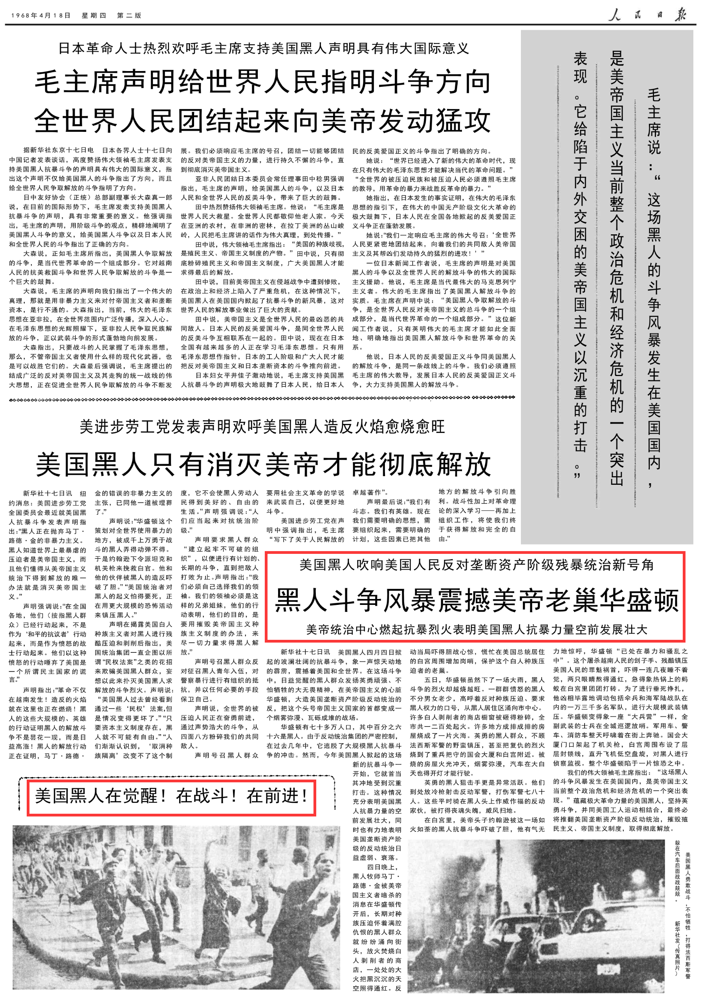 1968年4月18日 星期四 第二版
人民日报
日本革命人士热烈欢呼毛主席支持美国黑人声明具有伟大国际意义
毛主席声明给世界人民指明斗争方向
全世界人民团结起来向美帝发动猛攻
据新华社东京十七日电 日本各界人士十七日向
中国记者发表谈话，高度赞扬伟大领袖毛主席发表支
持美国黑人抗暴斗争的声明具有伟大的国际意义，指
出这个声明不仅给美国黑人的斗争指出了方向，而且
给全世界人民争取解放的斗争指明了方向。
日中友好协会（正统）总部副理事长大森真一郎
说，在目前的国际形势下，毛主席发表支持美国黑人
抗暴斗争的声明，具有非常重要的意义。他强调指
出，毛主席的声明，用阶级斗争的观点，精辟地阐明了
美国黑人斗争的意义，给美国黑人斗争以及日本人民
和全世界人民的斗争指出了正确的方向。
大森说，正如毛主席所指出，美国黑人争取解放
的斗争，是当代世界革命的一个组成部分。它对越南
人民的抗美救国斗争和世界人民争取解放的斗争是一
个巨大的鼓舞。
大森说，毛主席的声明向我们指出了一个伟大的
真理，那就是用非暴力主义来对付帝国主义者和垄断
资本，是行不通的。大森指出，当前，伟大的毛泽东
思想在亚非拉，在全世界范围内广泛传播，深入人心。
在毛泽东思想的光辉照耀下，亚非拉人民争取民族解
放的斗争，正以武装斗争的形式蓬勃地向前发展。
大森指出，只要战斗的人民掌握了毛泽东思想，
那么，不管帝国主义者使用什么样的现代化武器，也
是可以战胜它们的。大森最后强调说，毛主席提出的
结成广泛的反对美帝国主义及其走狗的统一战线的伟
大思想，正在促进全世界人民争取解放的斗争不断发
展。我们必须响应毛主席的号召，团结一切能够团结
的反对美帝国主义的力量，进行持久不懈的斗争，直
到彻底消灭美帝国主义。
亚非人民团结日本委员会常任理事田中稔男强调
指出，毛主席的声明，给美国黑人的斗争，以及日本
人民和全世界人民的反美斗争，带来了巨大的鼓舞。
田中热烈赞扬伟大领袖毛主席。他说：“毛主席是
世界人民大救星。全世界人民都敬仰他老人家。今天
在亚洲的农村，在非洲的密林，在拉丁美洲的丛山峻
岭，人民把毛主席讲的话作为伟大真理，到处传播。”
田中说，伟大领袖毛主席指出：“美国的种族歧视，
是殖民主义、帝国主义制度的产物。”田中说，只有彻
底粉碎殖民主义和帝国主义制度，广大美国黑人才能
求得最后的解放。
田中说，目前美帝国主义在侵越战争中遭到惨败，
在政治上和经济上陷入了严重危机，在这种情况下，
美国黑人在美国国内掀起了抗暴斗争的新风暴，这对
世界人民的解放事业做出了巨大的贡献。
田中说，美帝国主义是全世界人民的最凶恶的共
同敌人。日本人民的反美爱国斗争，是同全世界人民
的反美斗争互相联系在一起的。田中说，现在在日本
全国有越来越多的人正在学习毛泽东思想。只有用
毛泽东思想作指针，日本的工人阶级和广大人民才能
把反对美帝国主义和日本垄断资本的斗争推向前进。
日本妇女平井佳子激动地说，毛主席支持美国黑
人抗暴斗争的声明极大地鼓舞了日本人民，给日本人
民的反美爱国正义的斗争指出了明确的方向。
她说：“世界已经进入了新的伟大的革命时代，现
在只有伟大的毛泽东思想才能解决当代的革命问题。”
“全世界的被压迫民族和被压迫人民必须遵照毛主席
的教导，用革命的暴力来战胜反革命的暴力。”
她指出，在日本发生的事实证明，在伟大的毛泽东
思想的指引下，在伟大的中国无产阶级文化大革命的
极大鼓舞下，日本人民在全国各地掀起的反美爱国正
义斗争正在蓬勃发展。
她说：“我们一定响应毛主席的伟大号召：‘全世界
人民更紧密地团结起来，向着我们的共同敌人美帝国
主义及其帮凶们发动持久的猛烈的进攻！’”
一位日本新闻工作者说，毛主席的声明是对美国
黑人的斗争以及全世界人民的解放斗争的伟大的国际
主义援助。他说，毛主席是当代最伟大的马克思列宁
主义者。伟大的毛主席指出了美国黑人解放斗争的
实质。毛主席在声明中说：“美国黑人争取解放的斗
争，是全世界人民反对美帝国主义的总斗争的一个组
成部分，是当代世界革命的一个组成部分。”这位新
闻工作者说，只有英明伟大的毛主席才能如此全面
地、明确地指出美国黑人解放斗争和世界革命的关
系。
他说，日本人民的反美爱国正义斗争同美国黑人
的解放斗争，是同一条战线上的斗争。我们必须遵照
毛主席的伟大教导，发展日本人民的反美爱国正义斗
争，大力支持美国黑人的解放斗争。
毛主席说：“这场黑人的斗争风暴发生在美国国内，
是美帝国主义当前整个政治危机和经济危机的一个突出
表现。它给陷于内外交困的美帝国主义以沉重的打击。”
美进步劳工党发表声明欢呼美国黑人造反火焰愈烧愈旺
美国黑人只有消灭美帝才能彻底解放
新华社十七日讯 纽
约消息：美国进步劳工党
全国委员会最近就美国黑
人抗暴斗争发表声明指
出：“黑人正在抛弃马丁·
路德·金的非暴力主义。
黑人知道世界上最暴虐的
压迫者是美帝国主义，而
且他们懂得从美帝国主义
统治下得到解放的唯一
办法就是消灭美帝国主
义。”
声明强调说：“在全国
各地，他们（按指黑人群
众）已经行动起来，不是
作为‘和平的抗议者’行动
起来，而是作为愤怒的战
士行动起来。他们以这种
愤怒的行动唾弃了美国是
一个所谓民主国家的谎
言。”
声明指出：“革命不仅
在越南发生！造反的火焰
就在这里也正在燃烧！黑
人的这些大规模的、英雄
的行动证明黑人的解放斗
争不是昙花一现，而是日
益高涨！黑人的解放行动
正在证明，马丁·路德·
金的错误的非暴力主义的
主张，已同他一道被埋葬
了。”
声明说：“华盛顿这个
策划对全世界使用暴力的
地方，被成千上万勇于战
斗的黑人弄得动弹不得。
于是约翰逊下令派坦克和
机关枪来挽救白官。他和
他的伙伴被黑人的造反吓
破了胆。”“美国统治者对
黑人的起义怕得要死，正
在用更大规模的恐怖活动
来镇压黑人。”
声明在揭露美国白人
种族主义者对黑人进行残
酷压迫和剥削后指出，美
国统治集团一直企图以所
谓“民权法案”之类的花招
来欺骗美国黑人群众，妄
想以此来扑灭美国黑人求
解放的斗争烈火。声明说：
“美国黑人过去曾经看到
通过一些‘民权’法案，但
是情况变得更坏了。”“只
要资本主义制度存在，黑
人就不可能有自由。”“人
们渐渐认识到，‘取消种
族隔离’改变不了这个制
度，它不会使黑人劳动人
民得到美好的、自由的
生活。”声明强调说：“人
们应当起来对抗统治阶
级。”
声明要求黑人群众
“建立起牢不可破的组
织”，以便进行有计划的、
长期的斗争，直到把敌人
打败为止。声明指出：“我
们必须自己选择我们的领
袖。我们的领袖必须是这
样的兄弟姐妹，他们的行
动表明，他们的目的，是
要用摧毁美帝国主义种
族主义制度的办法，来
尽一切力量求得黑人解
放。”
声明号召黑人群众反
对征召黑人青年入伍，对
警察暴行进行有组织的抵
抗，并以任何必要的手段
保卫自己。
声明说，全世界的被
压迫人民正在奋勇前进，
通过声势浩大的斗争，从
四面八方粉碎我们的共同
敌人。
声明号召黑人群众
要用社会主义革命的学说
来武装自己，以便更好地
斗争。
美国进步劳工党在声
明中强调指出，毛主席
“写下了关于人民解放的
卓越著作”。
声明最后说：“我们有
斗志。我们有英雄。现在
我们需要明确的思想，需
要组织起来，需要明确的
计划，这些因素已把其他
地方的解放斗争引向胜
利。战斗性加上对革命理
论的深入学习——再加上
组织工作，将使我们终
于获得解放和完全的自
由。”
美国黑人吹响美国人民反对垄断资产阶级残暴统治新号角
黑人斗争风暴震撼美帝老巢华盛顿
美帝统治中心燃起抗暴烈火表明美国黑人抗暴力量空前发展壮大
新华社十七日讯 美国黑人四月四日掀
起的波澜壮阔的抗暴斗争，象一声惊天动地
的霹雳，震撼着美国和全世界。在这场斗争
中，日益觉醒的黑人群众发扬英勇顽强、不
怕牺牲的大无畏精神，在美帝国主义的心脏
华盛顿，大造美国垄断资产阶级反动统治的
反，把这个头号帝国主义国家的首都变成一
个烟雾弥漫、瓦砾成堆的战场。
华盛顿有七十多万人口，其中百分之六
十六是黑人。由于反动统治集团的严密控制，
在过去几年中，它逃脱了大规模黑人抗暴斗
争的冲击。然而，今年美国黑人掀起的这场
新的抗暴斗争一
开始，它就首当
其冲地受到沉重
打击。这种情况
充分表明美国黑
人抗暴力量的空
前发展壮大，同
时也有力地表明
美国垄断资产阶
级的反动统治日
益虚弱、衰落。
四日晚上，
黑人牧师马丁·
路德·金被美帝
国主义者暗杀的
消息在华盛顿传
开后，长期对种
族压迫怀着满腔
仇恨的黑人群众
就纷纷涌向街
头，放火焚烧白
人剥削者的商
店，一处处的大
火把黑沉沉的天
空照得通红。反
动当局吓得胆战心惊，慌忙在美国总统居住
的白宫周围增加岗哨，保护这个白人种族压
迫者的老巢。
五日，华盛顿虽然下了一场大雨，黑人
斗争的烈火却越烧越旺。一群群愤怒的黑人
不分男女老少，高呼着反对种族压迫、要求
黑人权力的口号，从黑人居住区涌向市中心。
许多白人剥削者的商店橱窗被砸得粉碎，全
市共一二百处起火。许多地方成排成排的房
屋烧成了一片火海。英勇的黑人群众，不顾
法西斯军警的野蛮镇压，甚至把复仇的烈火
烧到了重兵把守的国会大厦和白宫附近。被
烧的房屋火光冲天，烟雾弥漫，汽车在大白
天也得开灯才能行驶。
英勇的黑人狙击手更是异常活跃。他们
到处放冷枪射击反动军警，打伤军警七八十
人。这些平时骑在黑人头上作威作福的反动
家伙，被打得丧魂失魄，威风扫地。
在白宫里，美帝头子约翰逊被这一场如
火如荼的黑人抗暴斗争吓破了胆，他有气无
力地惊呼，华盛顿“已处在暴力和骚乱之
中”。这个屠杀越南人民的刽子手、残酷镇压
美国人民的罪魁祸首，吓得一连几夜睡不着
觉，两只眼睛熬得通红，急得象热锅上的蚂
蚁在白宫里团团打转。为了进行垂死挣扎，
他凶相毕露地调动包括伞兵和海军陆战队在
内的一万三千多名军队，进行大规模武装镇
压。华盛顿变得象一座“大兵营”一样，全
副武装的士兵在全城巡逻放哨。军用车、警
车、消防车整天呼啸着在街上奔驰。国会大
厦门口架起了机关枪，白宫周围布设了层
层封锁线，直升飞机低空盘旋，对黑人进行
侦察监视。整个华盛顿陷于一片惊恐之中。
我们的伟大领袖毛主席指出：“这场黑人
的斗争风暴发生在美国国内，是美帝国主义
当前整个政治危机和经济危机的一个突出表
现。”蕴藏极大革命力量的美国黑人，坚持英
勇斗争，并同美国工人运动相结合，最终必
将推翻美国垄断资产阶级反动统治，摧毁殖
民主义、帝国主义制度，取得彻底解放。
美国黑人在觉醒！在战斗！在前进！
美国黑人勇敢战斗，不怕牺牲，打得法西斯军警
躲在汽车后面战战兢兢。 新华社发（传真照片）